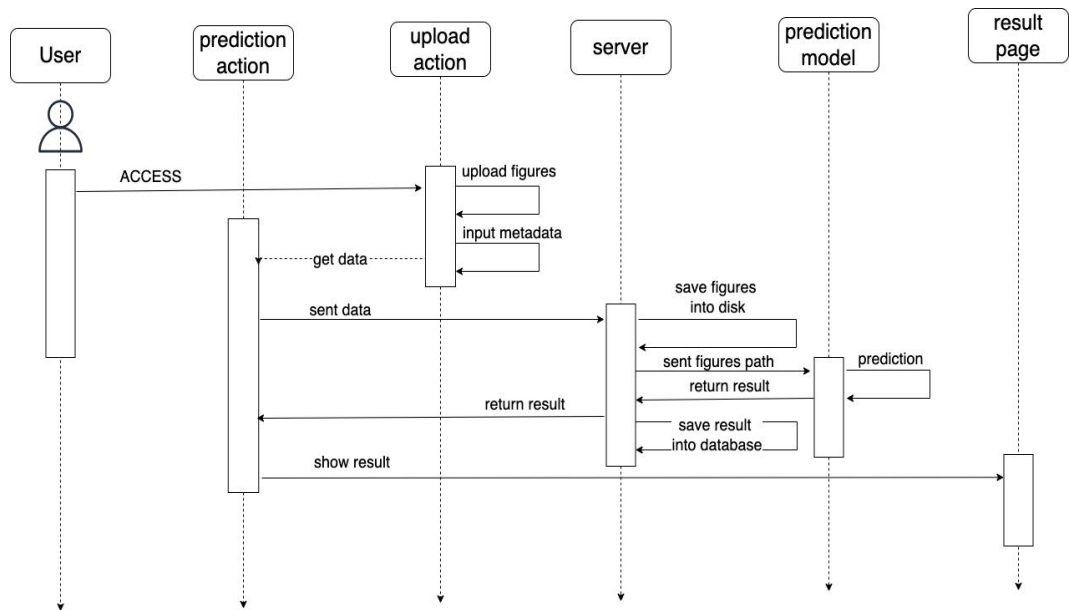 User
prediction
action
upload
action
server
prediction
model
result
page
ACCESS
upload figures
input metadata
get data
save figures
into disk
sent data
sent figures path
prediction
return result
return result
save result
into database
show result